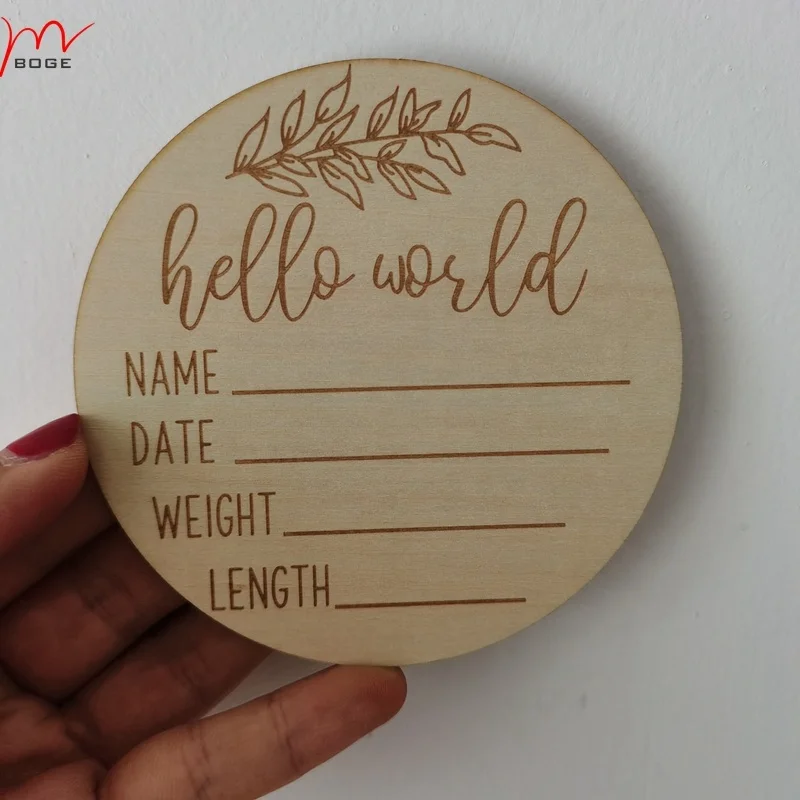 BOGE
hello world
NAME
DATE
WEIGHT
LENGTH